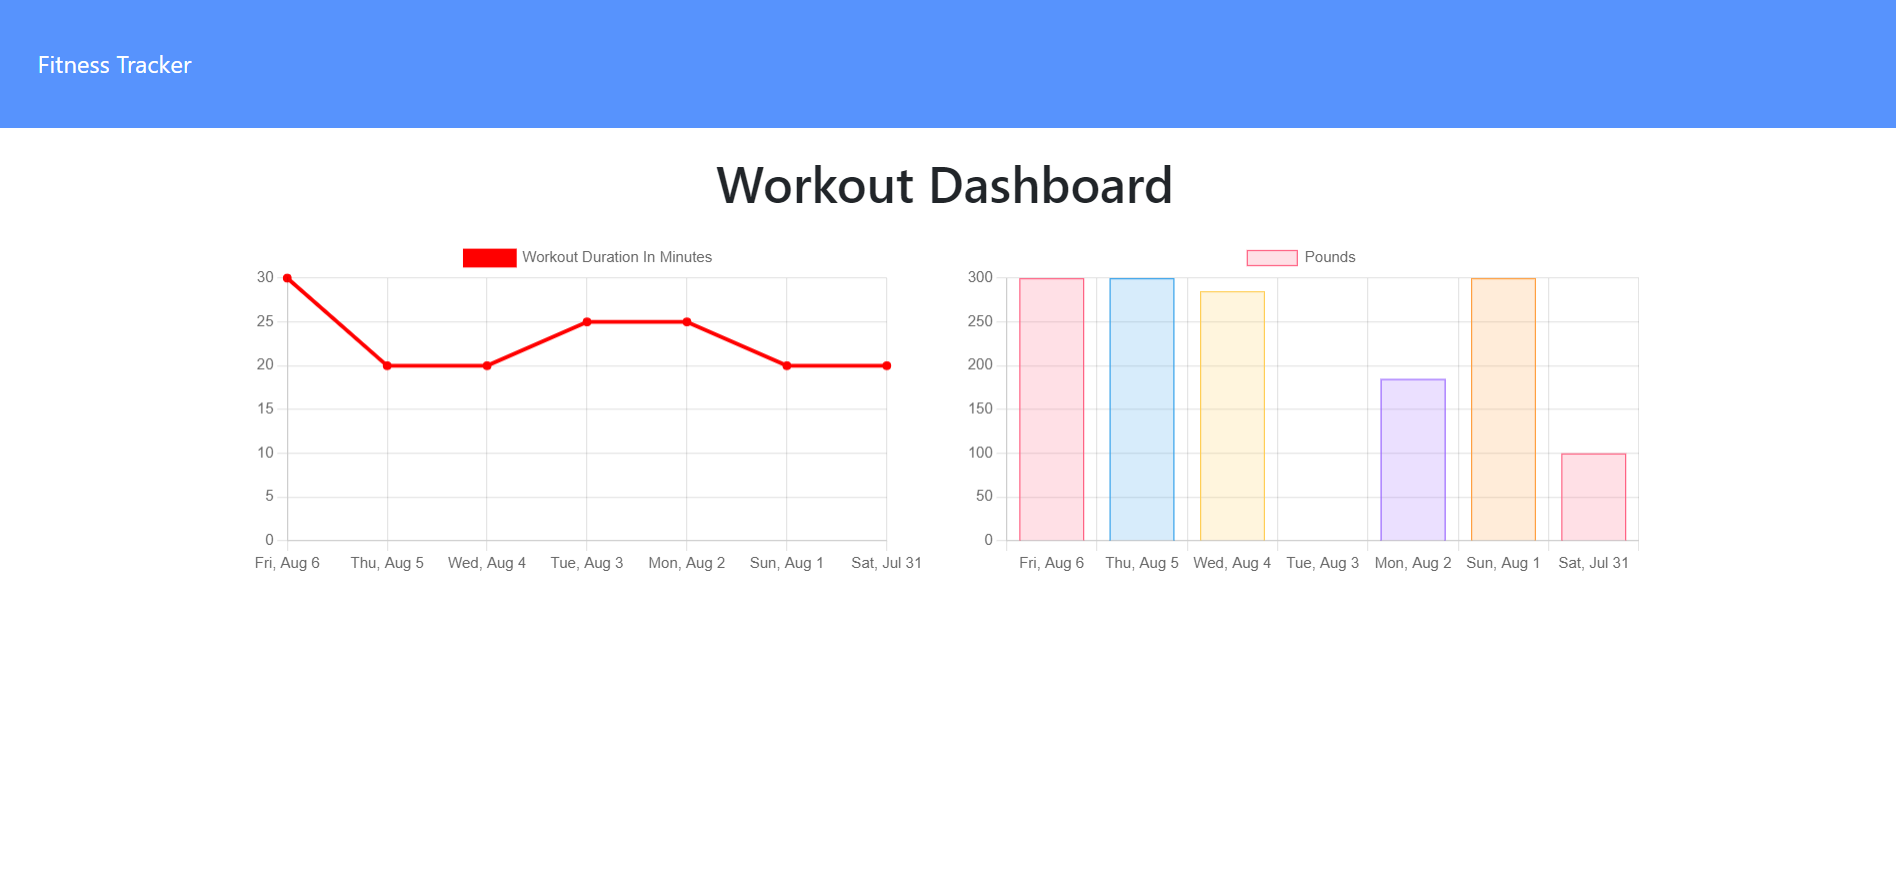 Fitness Tracker
Workout Dashboard
Workout Duration In Minutes
30
25
20
15
10
5
0
Fri, Aug 6 Thu, Aug 5 Wed, Aug 4 Tue, Aug 3 Mon, Aug 2 Sun, Aug 1 Sat, Jul 31
Pounds
300
250
200
150
100
50
0
Fri, Aug 6 Thu, Aug 5 Wed, Aug 4 Tue, Aug 3 Mon, Aug 2 Sun, Aug 1 Sat, Jul 31